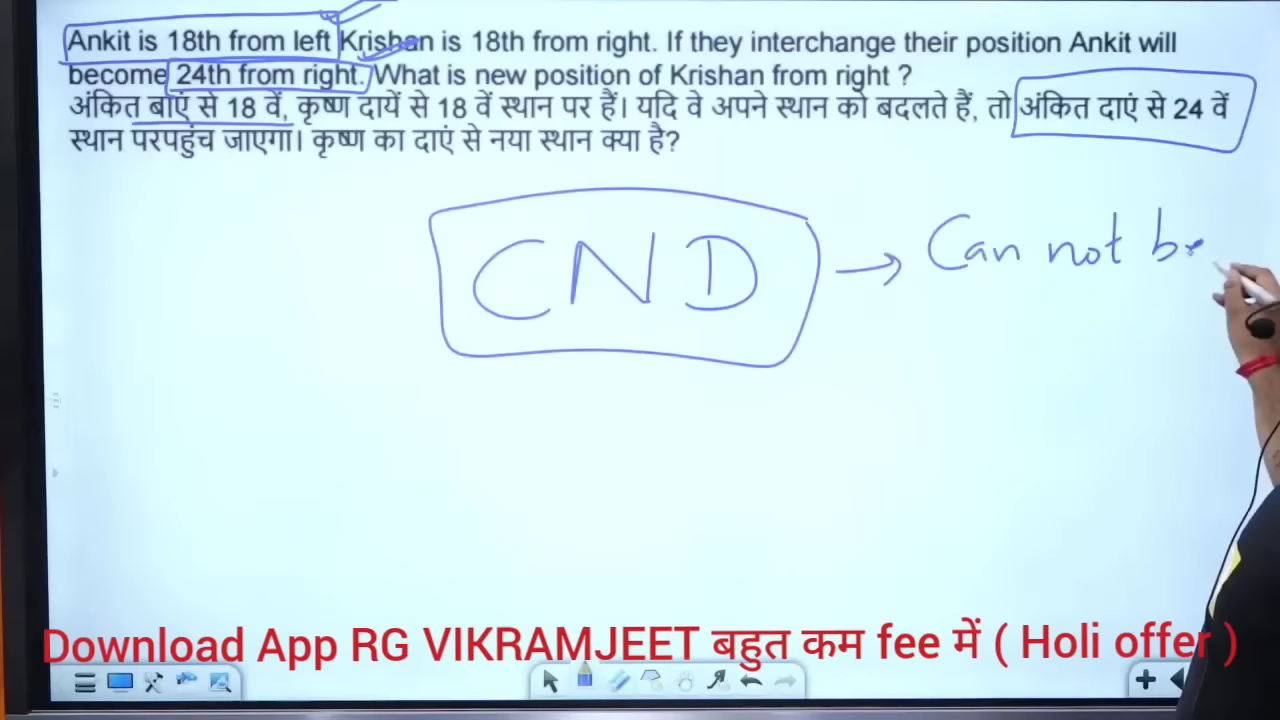 Ankit is 18th from left Krishan is 18th from right. If they interchange their position Ankit will
become 24th from right. What is new position of Krishan from right ?
अंकित बाएं से 18 वें, कृष्ण दायें से 18 वें स्थान पर हैं। यदि वे अपने स्थान को बदलते हैं, तो अंकित दाएं से 24 वें
स्थान परपहुंच जाएगा। कृष्ण का दाएं से नया स्थान क्या है?
CND → Can not be
Download App RG VIKRAMJEET बहुत कम fee में ( Holi offer )